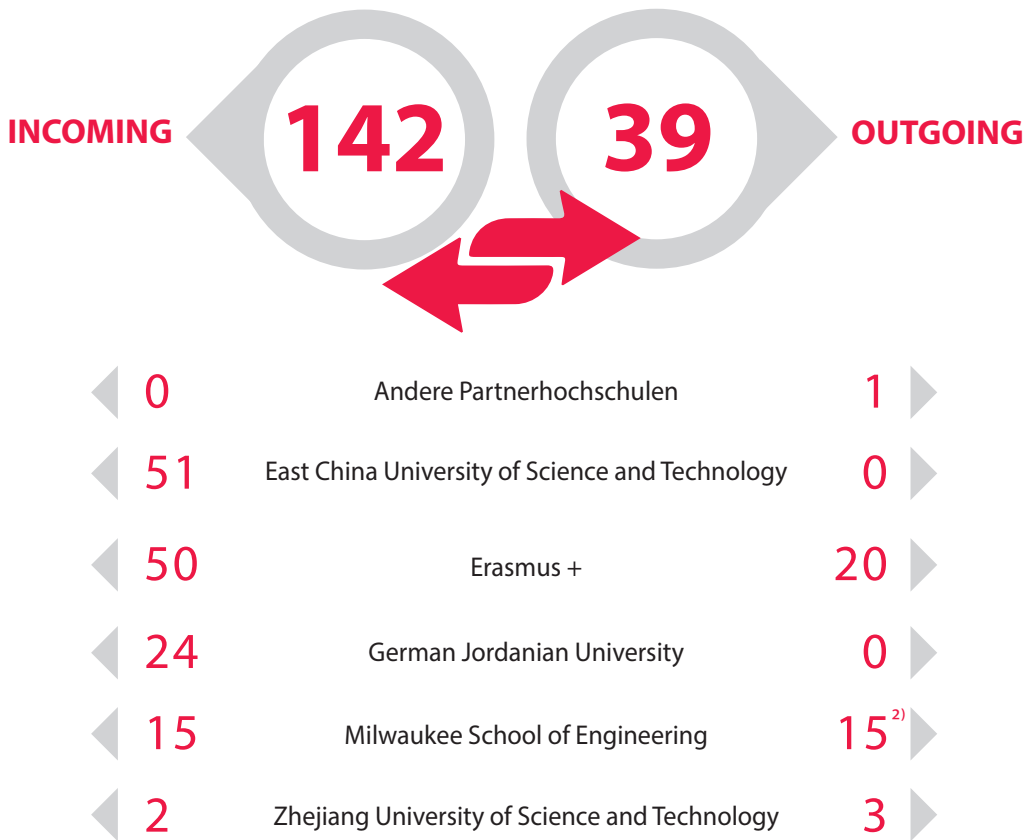 INCOMING 142 39 OUTGOING
0 Andere Partnerhochschulen 1
51 East China University of Science and Technology 0
50 Erasmus + 20
24 German Jordanian University 0
15 Milwaukee School of Engineering 15 2)
2 Zhejiang University of Science and Technology 3